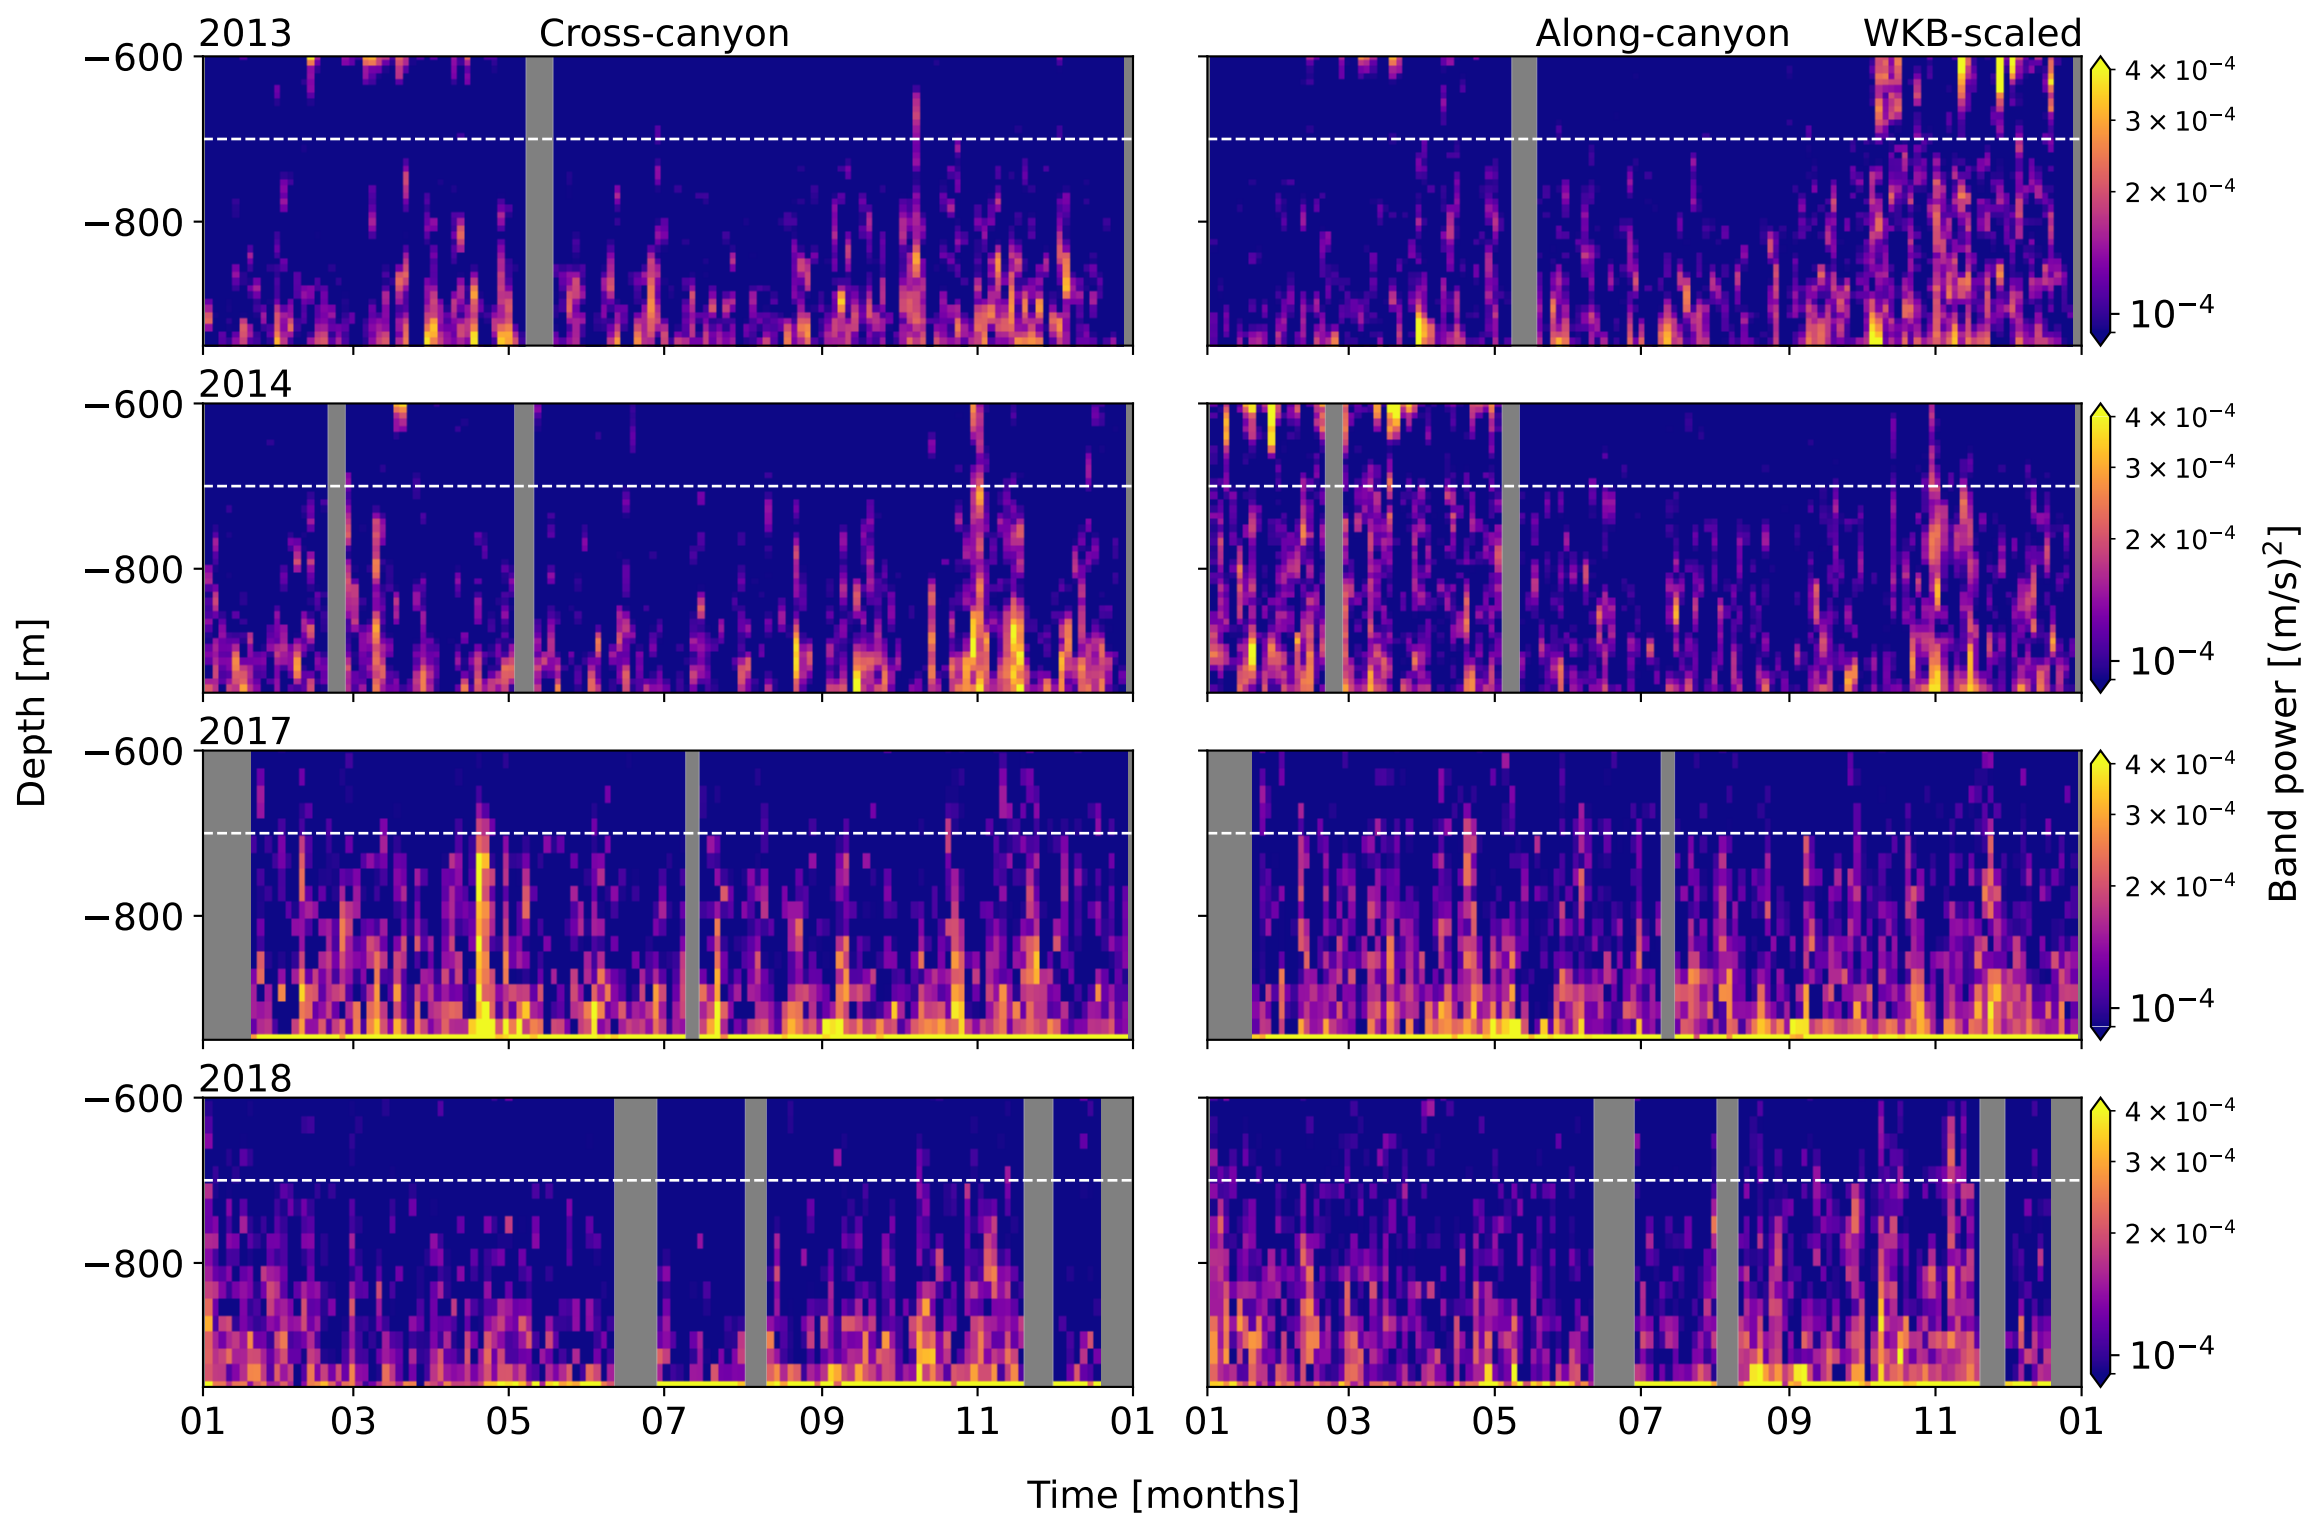 2013 Cross-canyon Along-canyon WKB-scaled
−600
−800
4 × 10⁻⁴
3 × 10⁻⁴
2 × 10⁻⁴
10⁻⁴
2014
−600
−800
4 × 10⁻⁴
3 × 10⁻⁴
2 × 10⁻⁴
10⁻⁴
Depth [m]
Band power [(m/s)²]
2017
−600
−800
4 × 10⁻⁴
3 × 10⁻⁴
2 × 10⁻⁴
10⁻⁴
2018
−600
−800
4 × 10⁻⁴
3 × 10⁻⁴
2 × 10⁻⁴
10⁻⁴
01 03 05 07 09 11 01 01 03 05 07 09 11 01
Time [months]